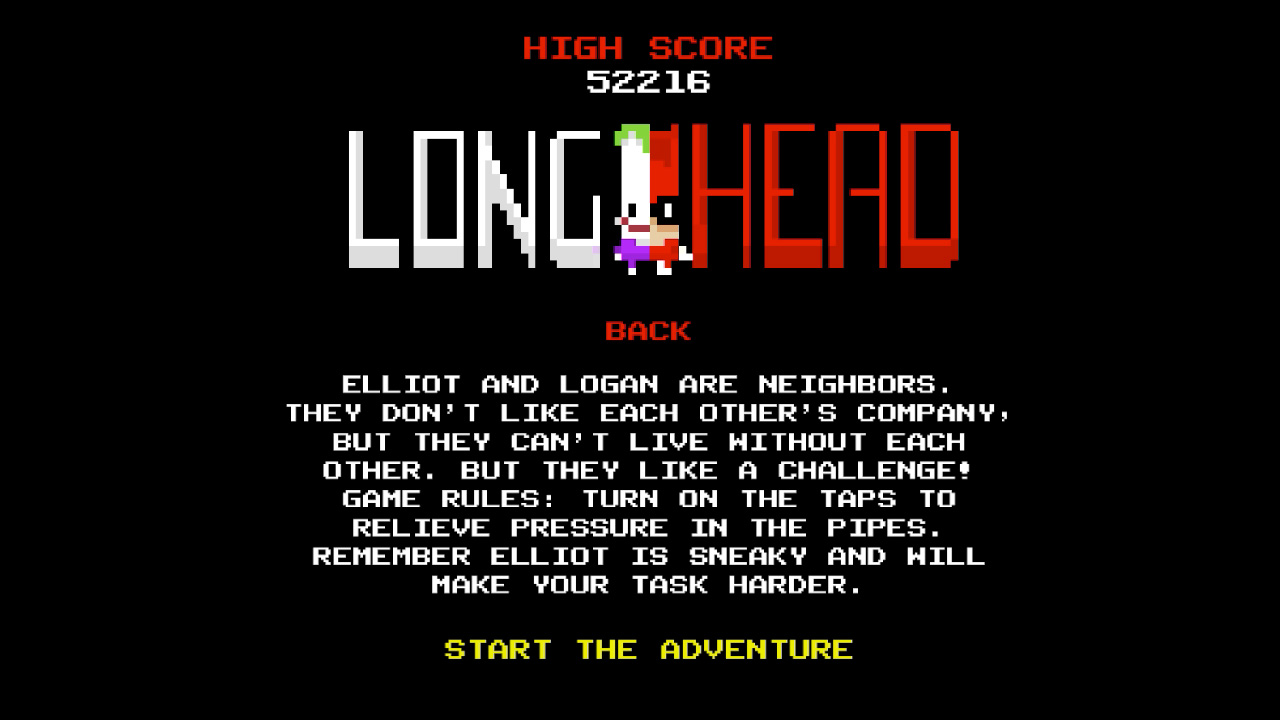 HIGH SCORE
52216
LONG HEAD
BACK
ELLIOT AND LOGAN ARE NEIGHBORS.
THEY DON'T LIKE EACH OTHER'S COMPANY,
BUT THEY CAN'T LIVE WITHOUT EACH
OTHER. BUT THEY LIKE A CHALLENGE!
GAME RULES: TURN ON THE TAPS TO
RELIEVE PRESSURE IN THE PIPES.
REMEMBER ELLIOT IS SNEAKY AND WILL
MAKE YOUR TASK HARDER.
START THE ADVENTURE